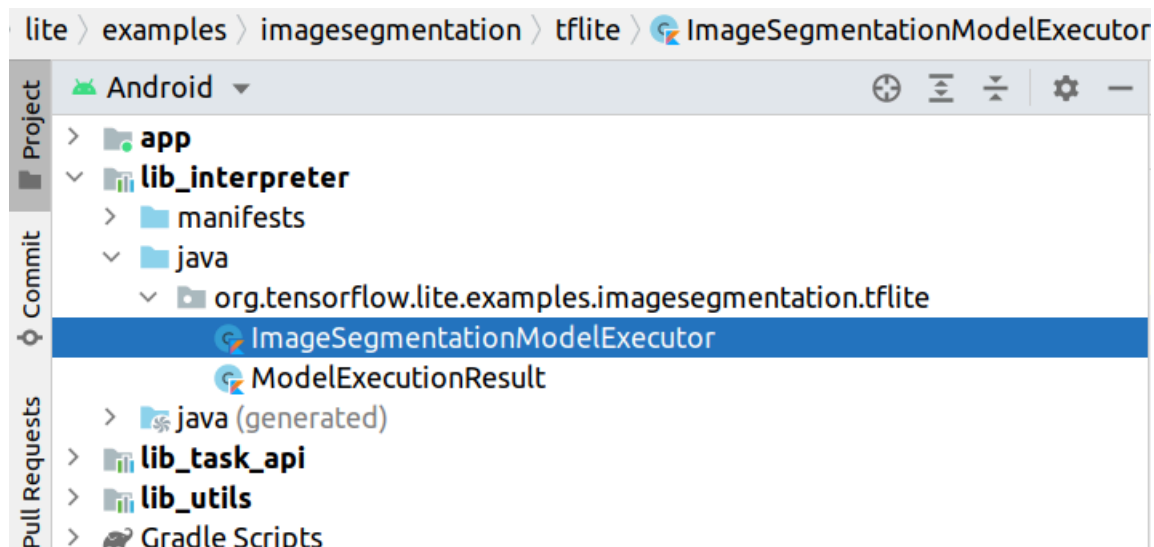 lite 〉 examples 〉 imagesegmentation 〉 tflite 〉 ImageSegmentationModelExecutor
Project
Commit
Pull Requests
Android
app
lib_interpreter
manifests
java
org.tensorflow.lite.examples.imagesegmentation.tflite
ImageSegmentationModelExecutor
ModelExecutionResult
java (generated)
lib_task_api
lib_utils
Gradle Scripts